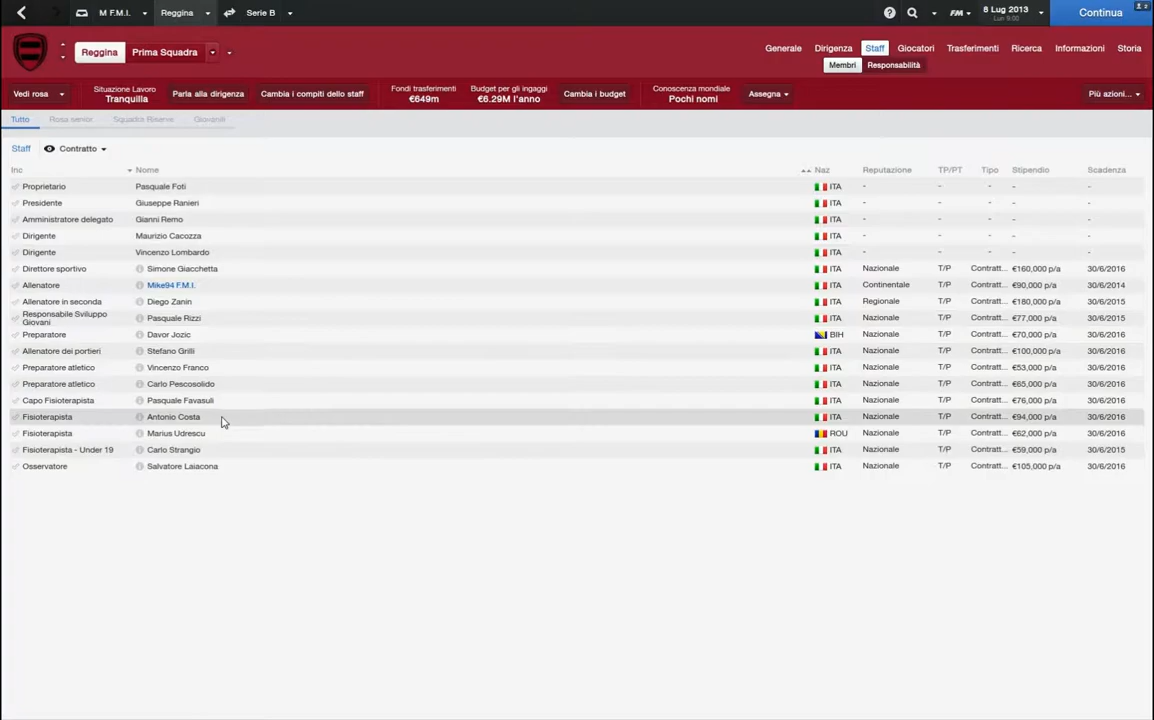 M F.M.I. Reggina Serie B FM 8 Lug 2013 Lun 9:00 Continua 2
Reggina Prima Squadra Generale Dirigenza Staff Giocatori Trasferimenti Ricerca Informazioni Storia
Membri Responsabilità
Vedi rosa Situazione Lavoro Tranquilla Parla alla dirigenza Cambia i compiti dello staff Fondi trasferimenti €649m Budget per gli ingaggi €6.29M l'anno Cambia i budget Conoscenza mondiale Pochi nomi Assegna Più azioni...
Tutto Rosa senior Squadra Riserve Giovanili
Staff Contratto
Inc Nome Naz Reputazione TP/PT Tipo Stipendio Scadenza
Proprietario Pasquale Foti ITA - - - - -
Presidente Giuseppe Ranieri ITA - - - - -
Amministratore delegato Gianni Remo ITA - - - - -
Dirigente Maurizio Cacozza ITA - - - - -
Dirigente Vincenzo Lombardo ITA - - - - -
Direttore sportivo Simone Giacchetta ITA Nazionale T/P Contratt... €160,000 p/a 30/6/2016
Allenatore Mike94 F.M.I. ITA Continentale T/P Contratt... €90,000 p/a 30/6/2014
Allenatore in seconda Diego Zanin ITA Regionale T/P Contratt... €180,000 p/a 30/6/2015
Responsabile Sviluppo Giovani Pasquale Rizzi ITA Nazionale T/P Contratt... €77,000 p/a 30/6/2015
Preparatore Davor Jozic BIH Nazionale T/P Contratt... €70,000 p/a 30/6/2016
Allenatore dei portieri Stefano Grilli ITA Nazionale T/P Contratt... €100,000 p/a 30/6/2016
Preparatore atletico Vincenzo Franco ITA Nazionale T/P Contratt... €53,000 p/a 30/6/2016
Preparatore atletico Carlo Pescosolido ITA Nazionale T/P Contratt... €65,000 p/a 30/6/2016
Capo Fisioterapista Pasquale Favasuli ITA Nazionale T/P Contratt... €76,000 p/a 30/6/2016
Fisioterapista Antonio Costa ITA Nazionale T/P Contratt... €94,000 p/a 30/6/2016
Fisioterapista Marius Udrescu ROU Nazionale T/P Contratt... €62,000 p/a 30/6/2016
Fisioterapista - Under 19 Carlo Strangio ITA Nazionale T/P Contratt... €59,000 p/a 30/6/2015
Osservatore Salvatore Laiacona ITA Nazionale T/P Contratt... €105,000 p/a 30/6/2016